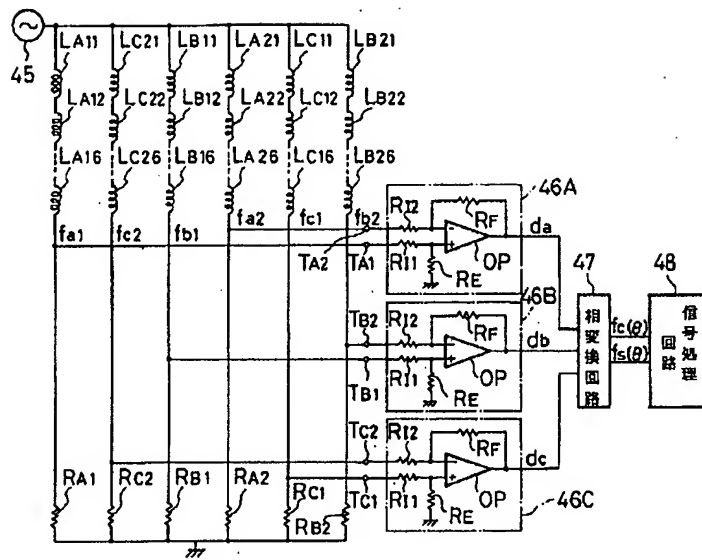 LA11 LC21 LB11 LA21 LC11 LB21
45
LA12 LC22 LB12 LA22 LC12 LB22
LA16 LC26 LB16 LA26 LC16 LB26
fa1 fc2 fb1 fa2 fc1 fb2
TA2 TA1
RI2 RF 46A
RI1 OP da
RE
46B
TB2 RI2 RF
TB1 RI1 OP db
RE
47 48
相変換回路
fc(θ)
fs(θ)
信号処理
回路
TC2 RI2 RF
TC1 RI1 OP dc
RE 46C
RA1 RC2 RB1 RA2 RC1 RB2